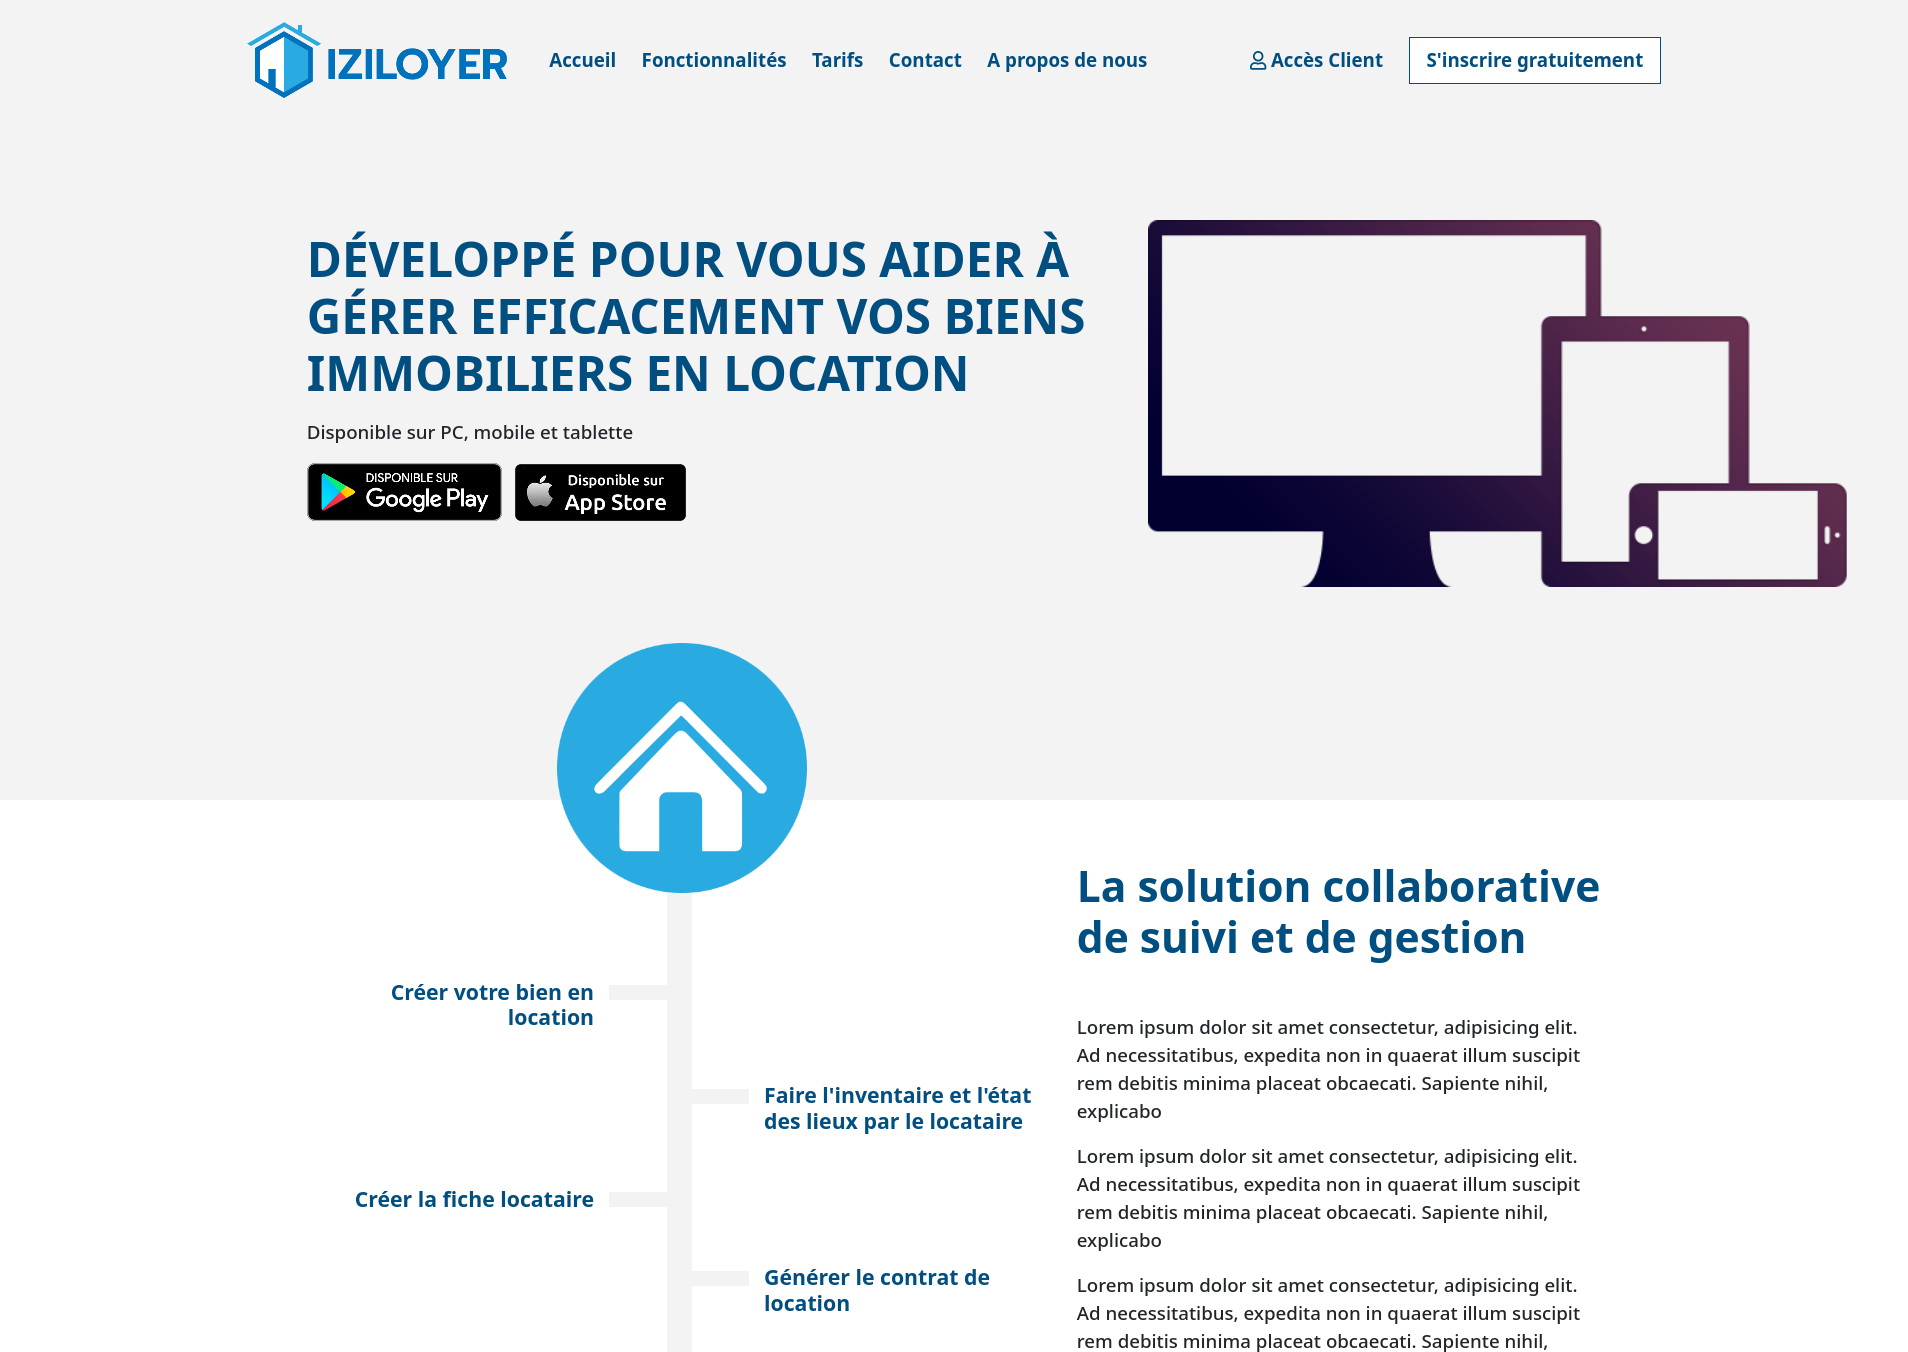 IZILOYER
Accueil
Fonctionnalités
Tarifs
Contact
A propos de nous
Accès Client
S'inscrire gratuitement
DÉVELOPPÉ POUR VOUS AIDER À
GÉRER EFFICACEMENT VOS BIENS
IMMOBILIERS EN LOCATION
Disponible sur PC, mobile et tablette
DISPONIBLE SUR
Google Play
Disponible sur
App Store
Créer votre bien en
location
Faire l'inventaire et l'état
des lieux par le locataire
Créer la fiche locataire
Générer le contrat de
location
La solution collaborative
de suivi et de gestion
Lorem ipsum dolor sit amet consectetur, adipisicing elit.
Ad necessitatibus, expedita non in quaerat illum suscipit
rem debitis minima placeat obcaecati. Sapiente nihil,
explicabo
Lorem ipsum dolor sit amet consectetur, adipisicing elit.
Ad necessitatibus, expedita non in quaerat illum suscipit
rem debitis minima placeat obcaecati. Sapiente nihil,
explicabo
Lorem ipsum dolor sit amet consectetur, adipisicing elit.
Ad necessitatibus, expedita non in quaerat illum suscipit
rem debitis minima placeat obcaecati. Sapiente nihil,